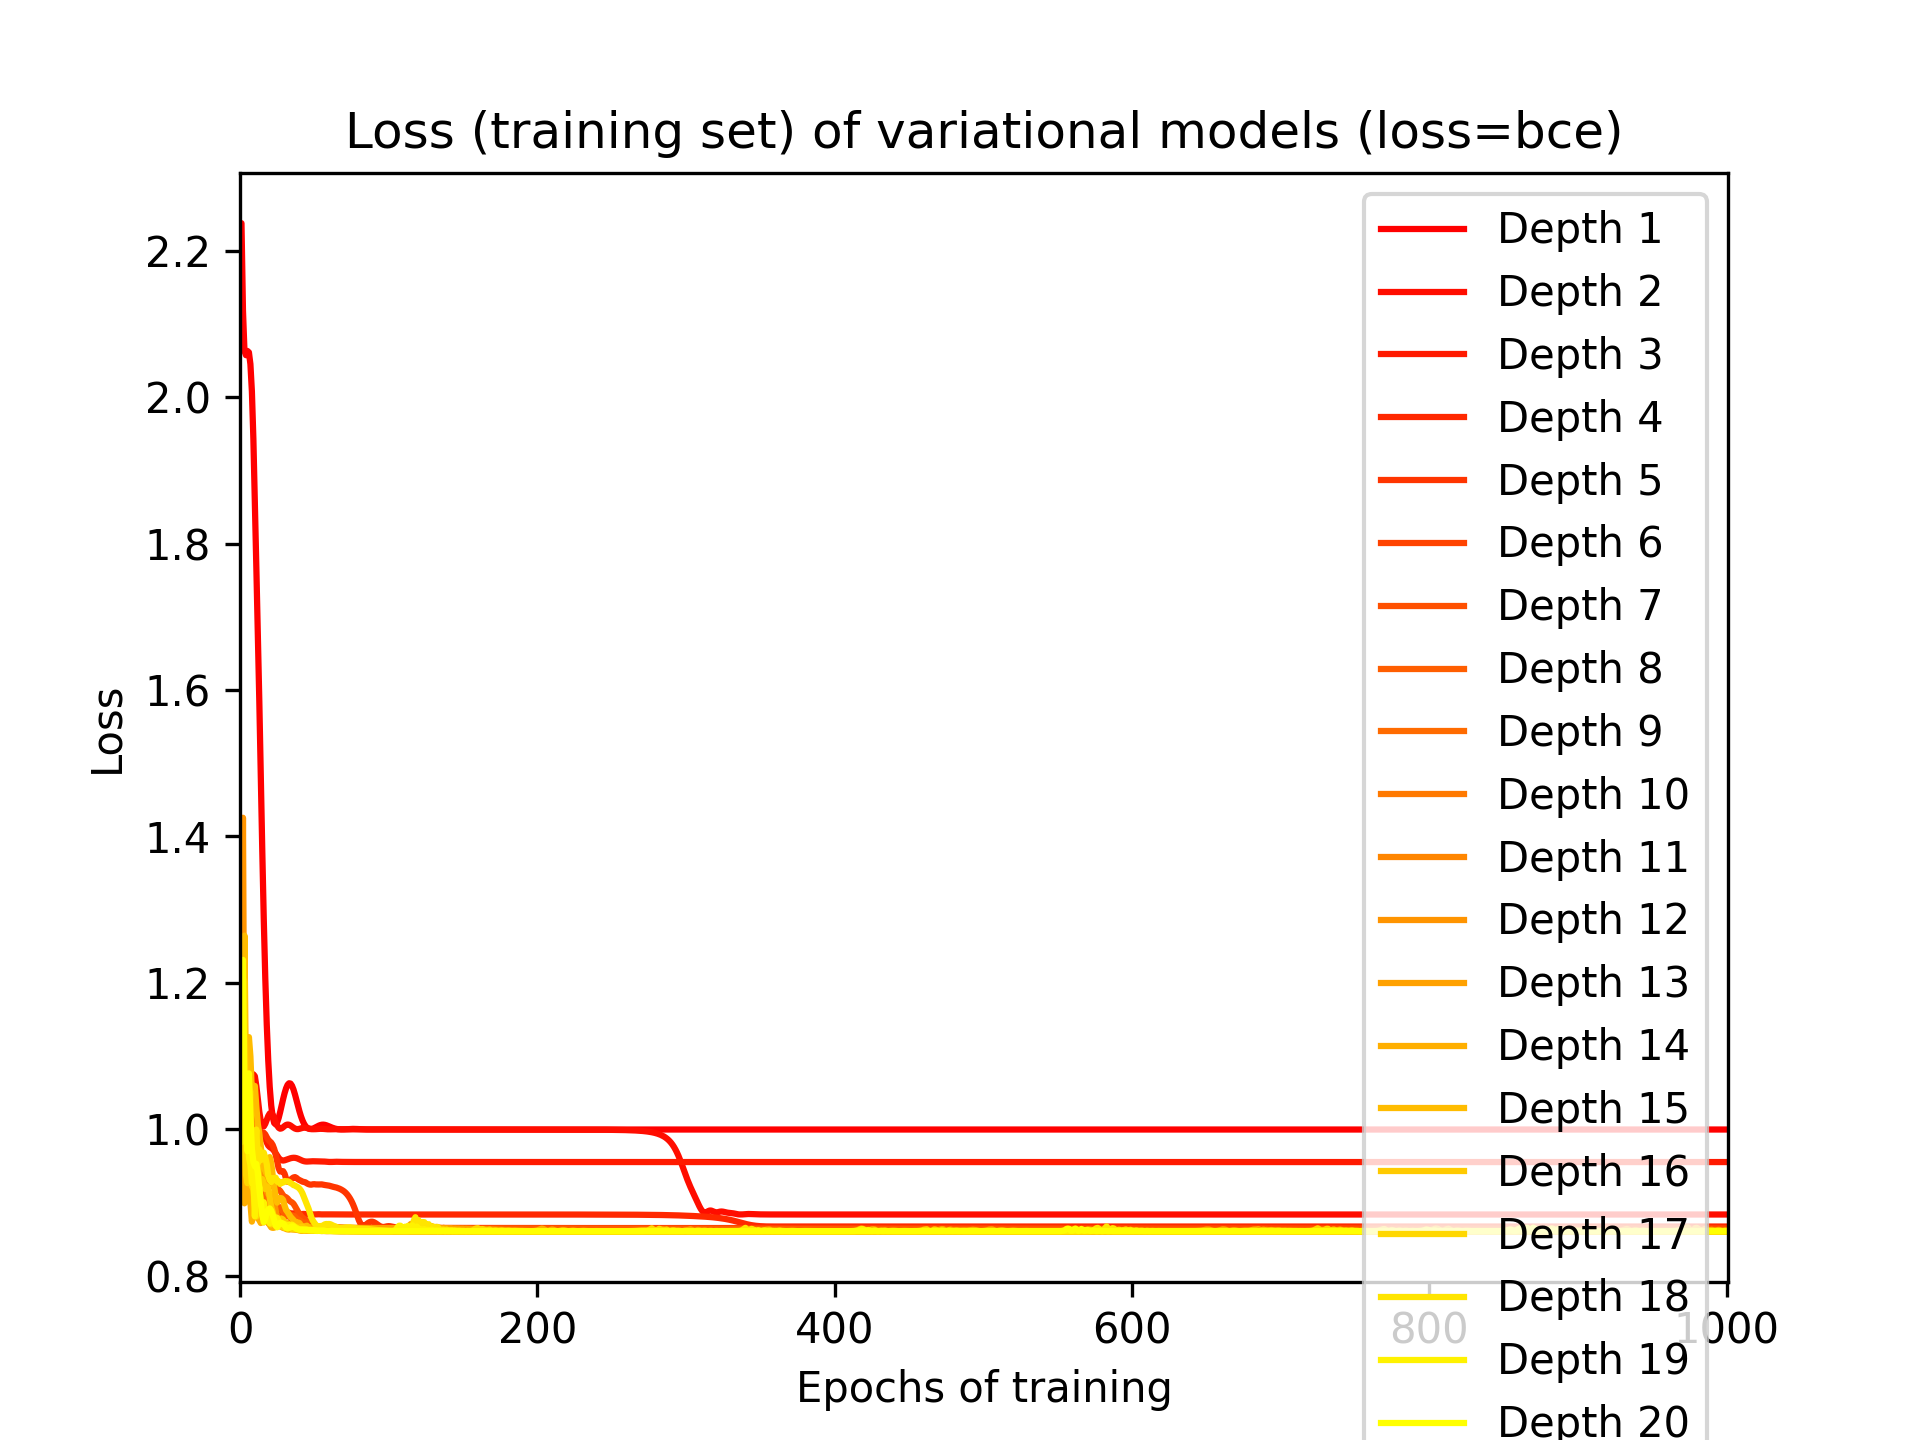 Loss (training set) of variational models (loss=bce)
Loss
2.2
2.0
1.8
1.6
1.4
1.2
1.0
0.8
0 200 400 600 800 1000
Epochs of training
Depth 1
Depth 2
Depth 3
Depth 4
Depth 5
Depth 6
Depth 7
Depth 8
Depth 9
Depth 10
Depth 11
Depth 12
Depth 13
Depth 14
Depth 15
Depth 16
Depth 17
Depth 18
Depth 19
Depth 20